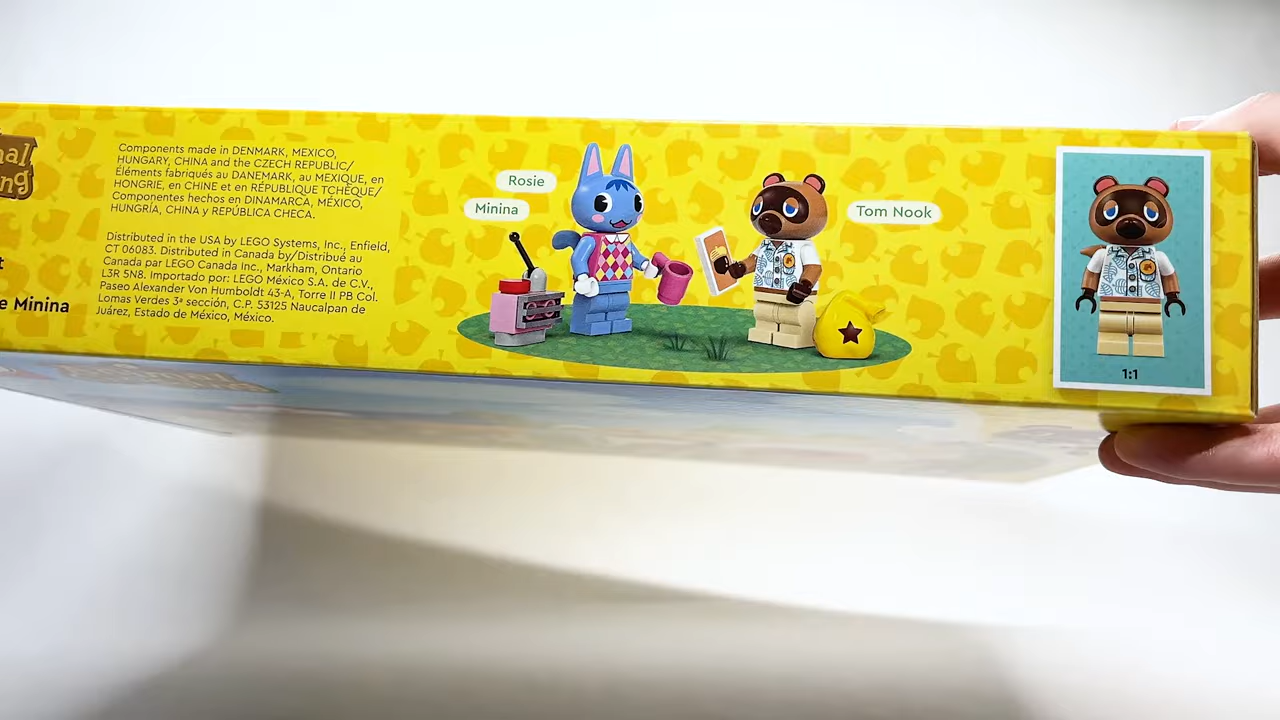 nal
ng
t
e Minina
Components made in DENMARK, MEXICO,
HUNGARY, CHINA and the CZECH REPUBLIC/
Éléments fabriqués au DANEMARK, au MEXIQUE, en
HONGRIE, en CHINE et en RÉPUBLIQUE TCHÈQUE/
Componentes hechos en DINAMARCA, MÉXICO,
HUNGRÍA, CHINA y REPÚBLICA CHECA.
Distributed in the USA by LEGO Systems, Inc., Enfield,
CT 06083. Distributed in Canada by/Distribué au
Canada par LEGO Canada Inc., Markham, Ontario
L3R 5N8. Importado por: LEGO México S.A. de C.V.,
Paseo Alexander Von Humboldt 43-A, Torre II PB Col.
Lomas Verdes 3ª sección, C.P. 53125 Naucalpan de
Juárez, Estado de México, México.
Rosie
Minina
Tom Nook
1:1